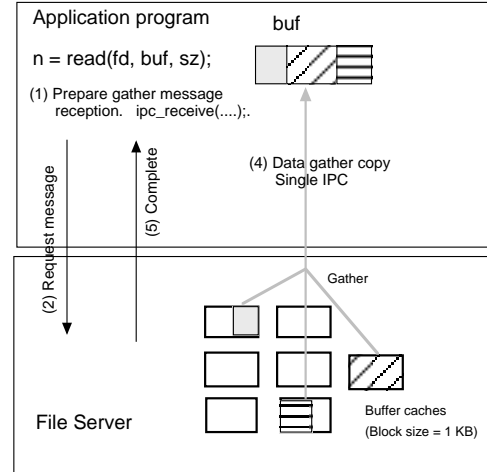 Application program
buf
n = read(fd, buf, sz);
(1) Prepare gather message
reception. ipc_receive(....);.
(4) Data gather copy
Single IPC
(2) Request message
(5) Complete
Gather
File Server
Buffer caches
(Block size = 1 KB)